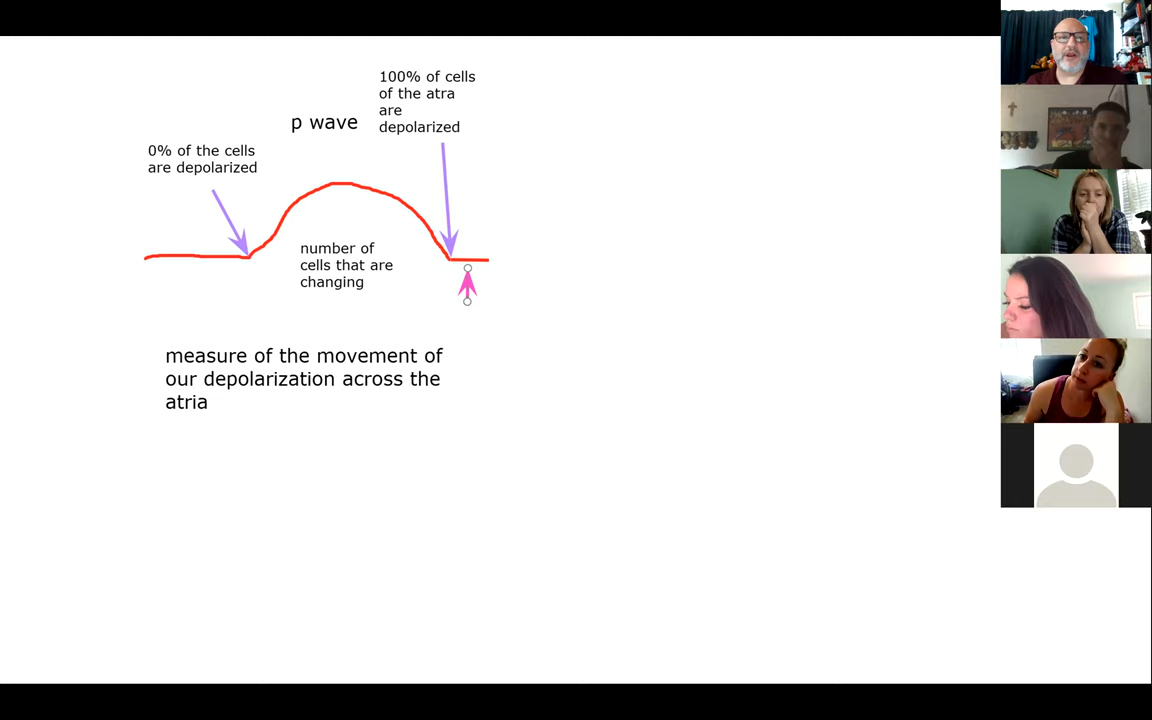 100% of cells
of the atra
are
depolarized
p wave
0% of the cells
are depolarized
number of
cells that are
changing
measure of the movement of
our depolarization across the
atria